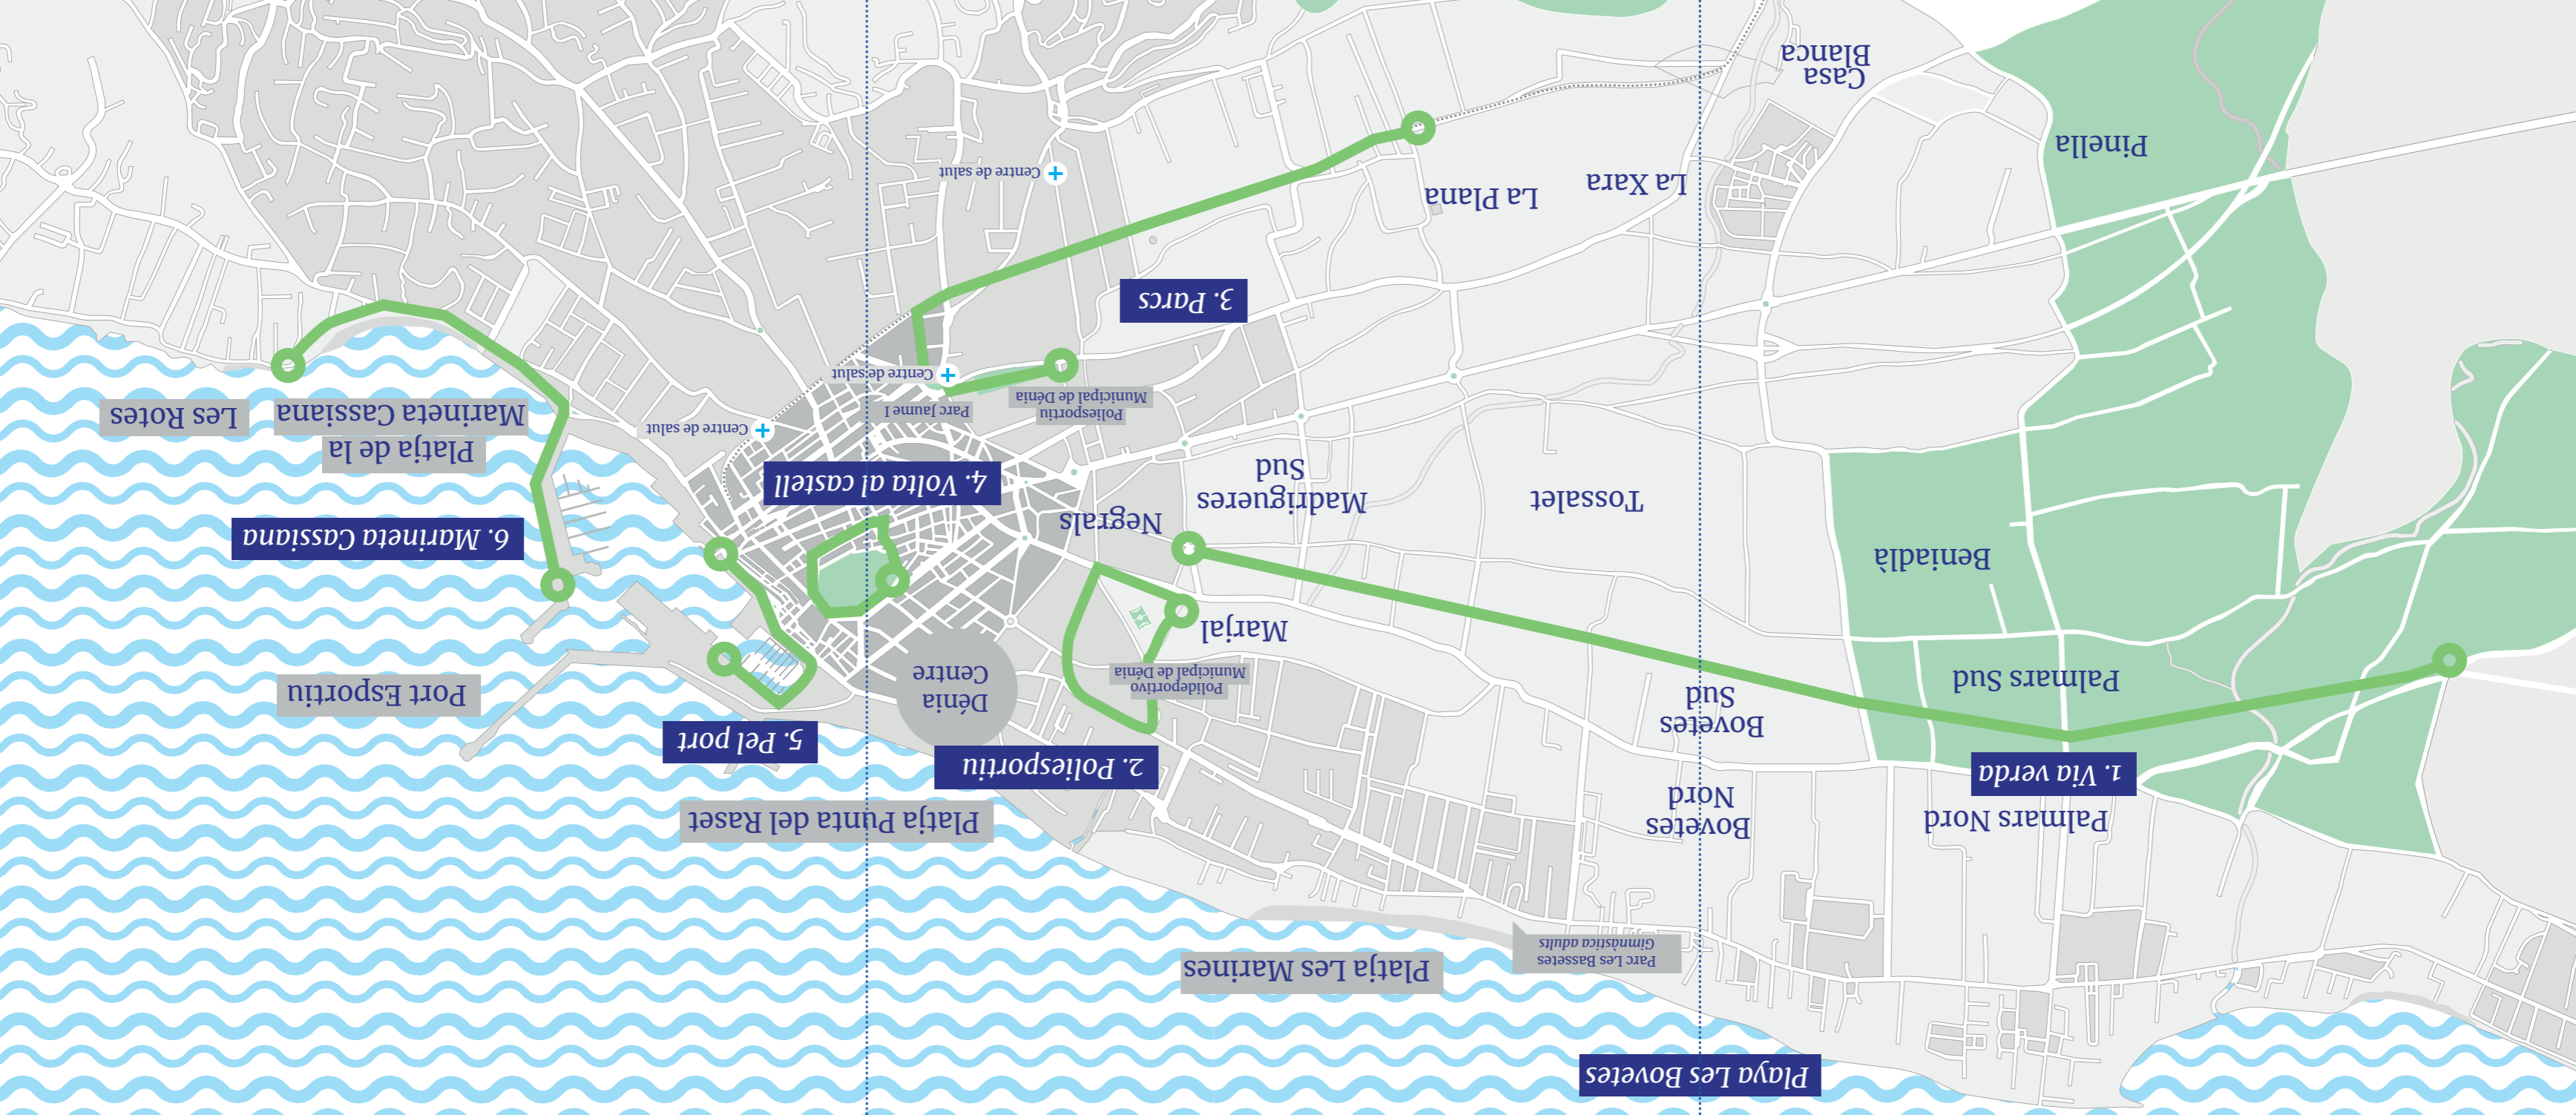 Playa Les Bovetes
Parc Les Bassetes
Gimnàstica adults
Platja Les Marines
Palmars Nord
Bovetes
Nord
Platja Punta del Raset
1. Via verda
2. Poliesportiu
5. Pel port
Bovetes
Sud
Dénia
Centre
Port Esportiu
Palmars Sud
Polideportivo
Municipal de Dénia
Marjal
Beniadlà
6. Marineta Cassiana
Tossalet
Madrigueres
Sud
Negrals
4. Volta al castell
Platja de la
Marineta Cassiana
Les Rotes
Centre de salut
Poliesportiu
Municipal de Dénia
Parc Jaume I
Centre de salut
3. Parcs
La Xara
La Plana
Centre de salut
Pinella
Casa
Blanca